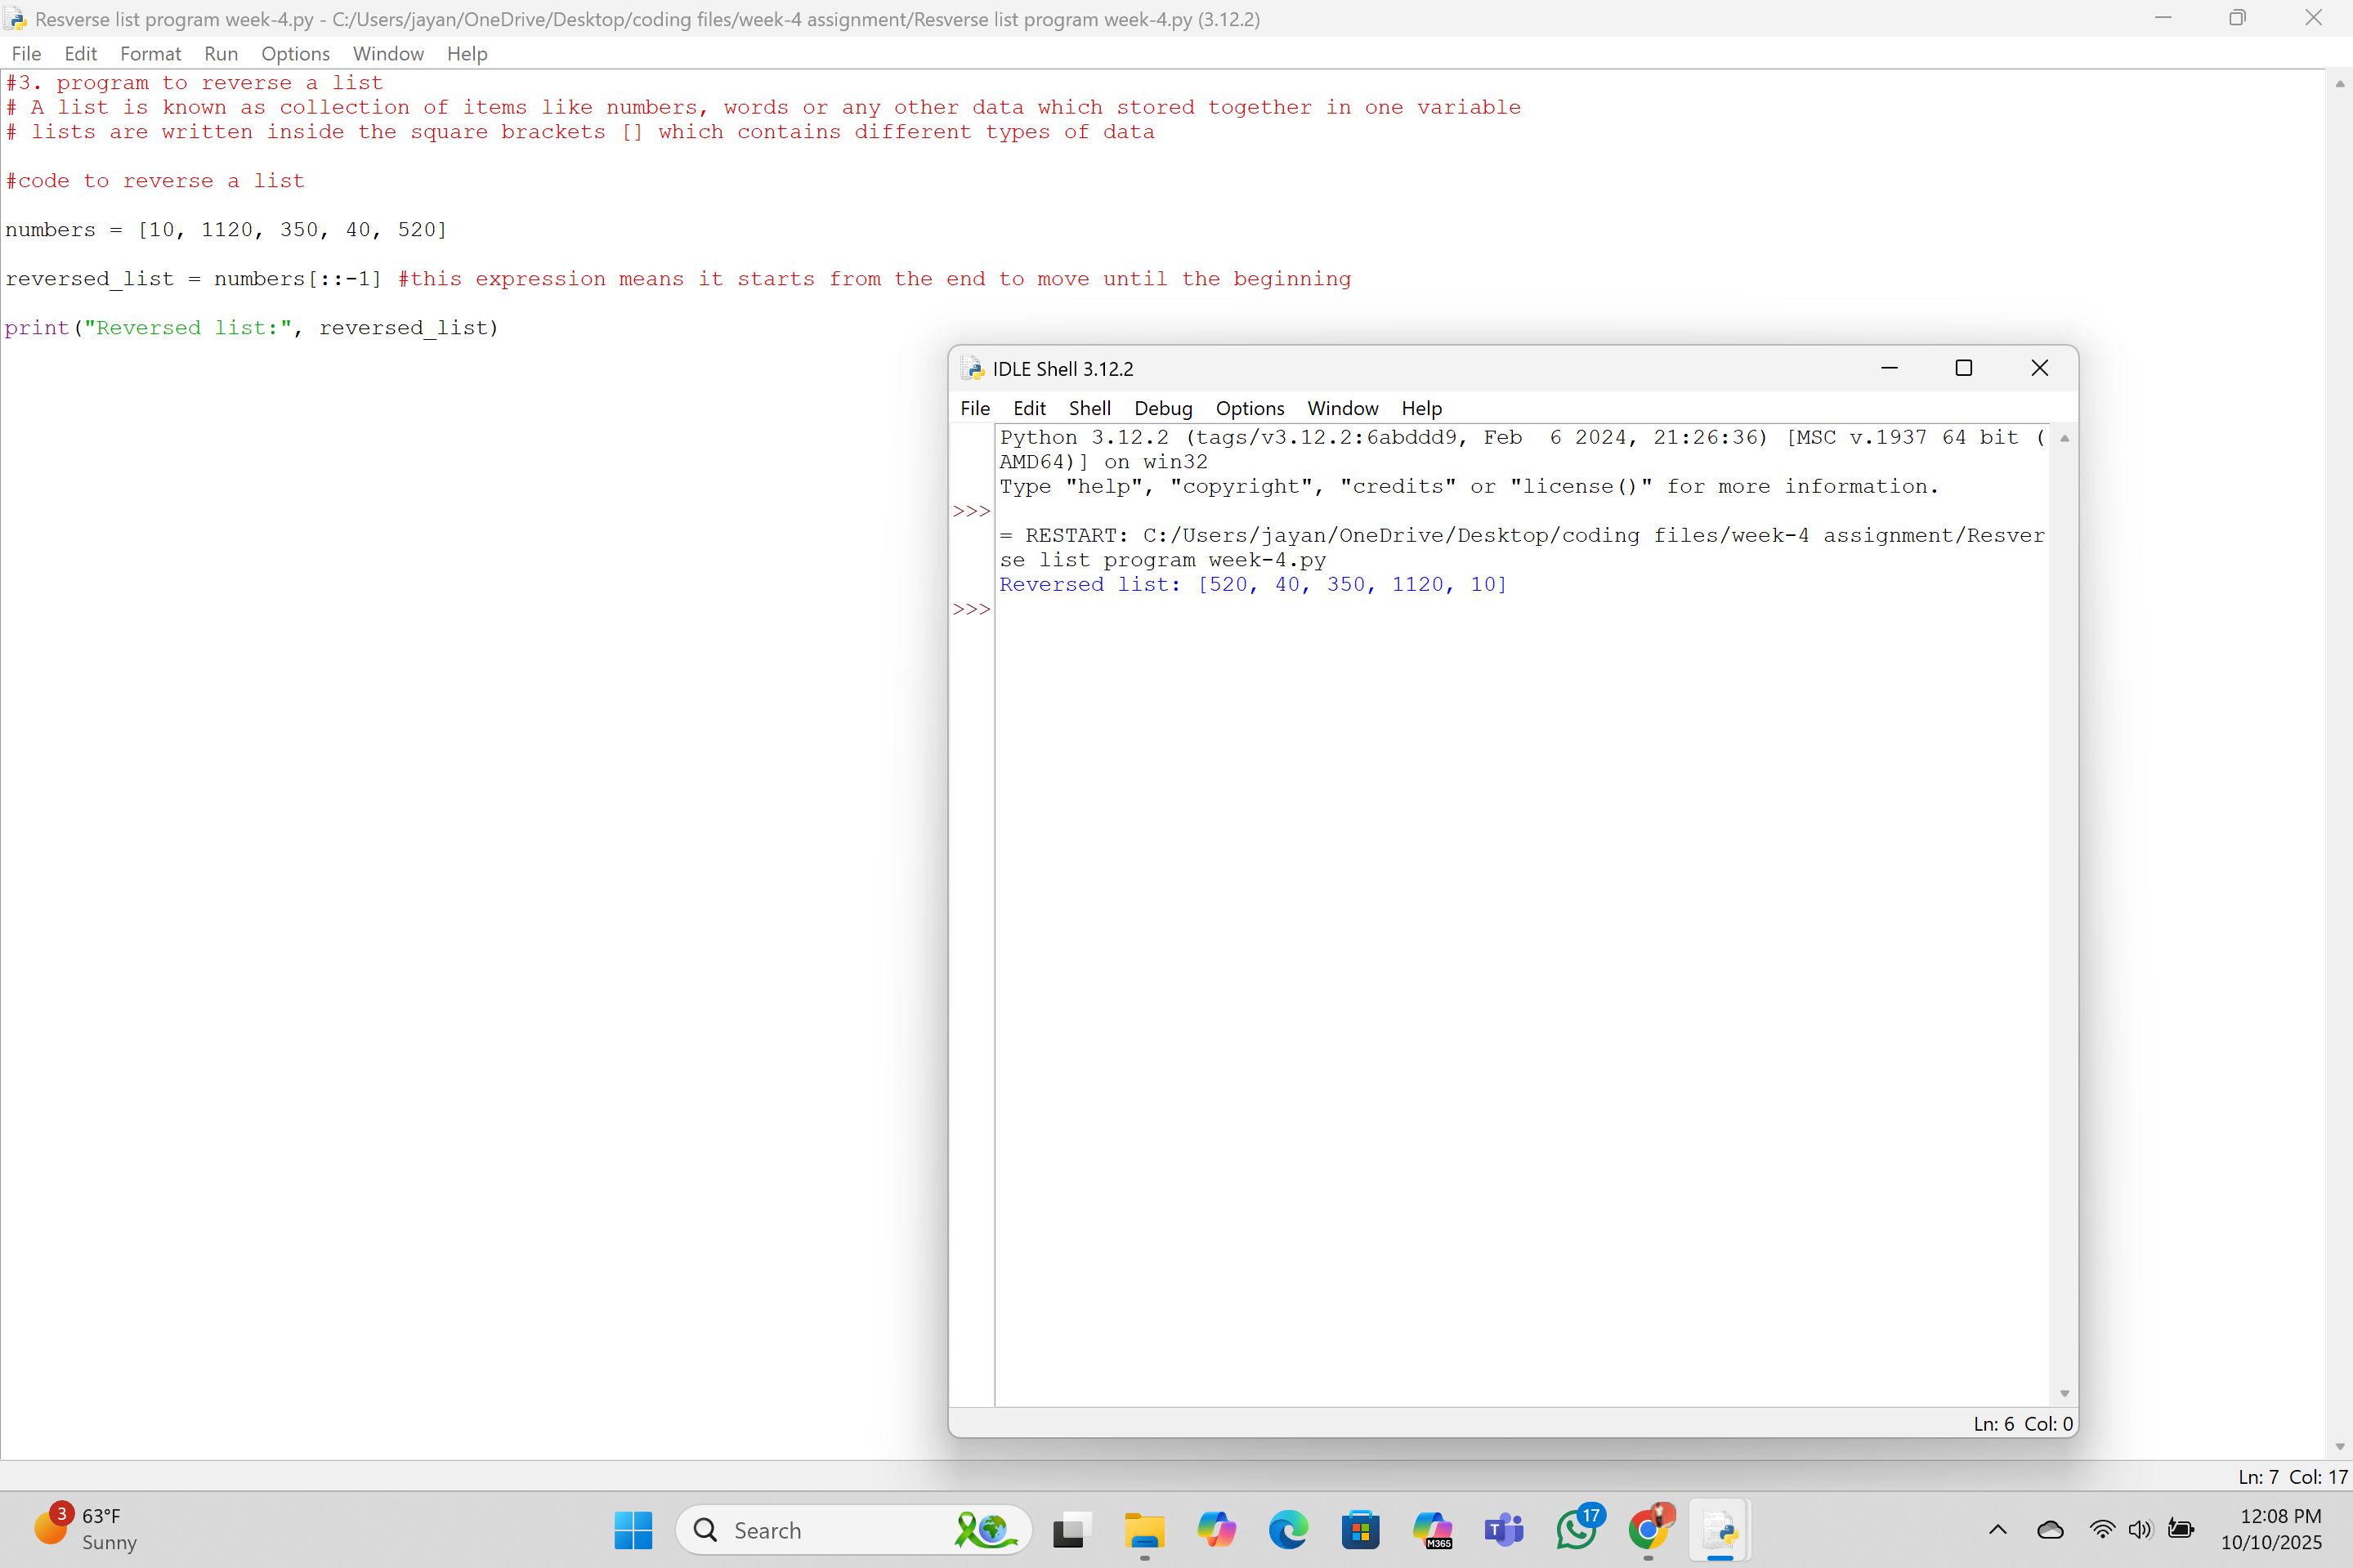 Resverse list program week-4.py - C:/Users/jayan/OneDrive/Desktop/coding files/week-4 assignment/Resverse list program week-4.py (3.12.2)
File Edit Format Run Options Window Help
#3. program to reverse a list
# A list is known as collection of items like numbers, words or any other data which stored together in one variable
# lists are written inside the square brackets [] which contains different types of data
#code to reverse a list
numbers = [10, 1120, 350, 40, 520]
reversed_list = numbers[::-1] #this expression means it starts from the end to move until the beginning
print("Reversed list:", reversed_list)
IDLE Shell 3.12.2
File Edit Shell Debug Options Window Help
Python 3.12.2 (tags/v3.12.2:6abddd9, Feb  6 2024, 21:26:36) [MSC v.1937 64 bit (
AMD64)] on win32
Type "help", "copyright", "credits" or "license()" for more information.
>>>
= RESTART: C:/Users/jayan/OneDrive/Desktop/coding files/week-4 assignment/Resver
se list program week-4.py
Reversed list: [520, 40, 350, 1120, 10]
>>>
Ln: 6 Col: 0
Ln: 7 Col: 17
3
63°F
Sunny
Search
M365
T
17
12:08 PM
10/10/2025